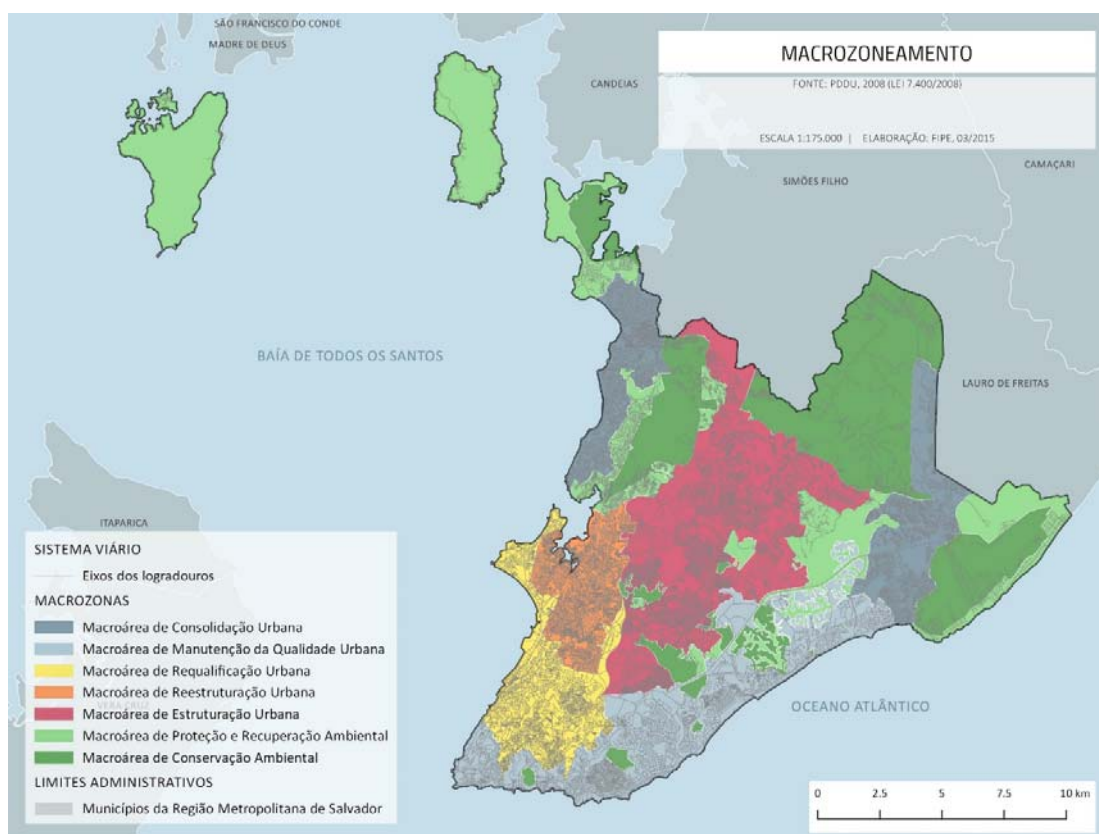 SÃO FRANCISCO DO CONDE
MADRE DE DEUS
CANDEIAS
MACROZONEAMENTO
FONTE: PDDU, 2008 (LEI 7.400/2008)
ESCALA 1:175.000 | ELABORAÇÃO: FIPE, 03/2015
CAMAÇARI
SIMÕES FILHO
BAÍA DE TODOS OS SANTOS
LAURO DE FREITAS
ITAPARICA
SISTEMA VIÁRIO
Eixos dos logradouros
MACROZONAS
Macroárea de Consolidação Urbana
Macroárea de Manutenção da Qualidade Urbana
Macroárea de Requalificação Urbana
Macroárea de Reestruturação Urbana
VERA CRUZ
Macroárea de Estruturação Urbana
Macroárea de Proteção e Recuperação Ambiental
Macroárea de Conservação Ambiental
LIMITES ADMINISTRATIVOS
Municípios da Região Metropolitana de Salvador
OCEANO ATLÂNTICO
0 2.5 5 7.5 10 km